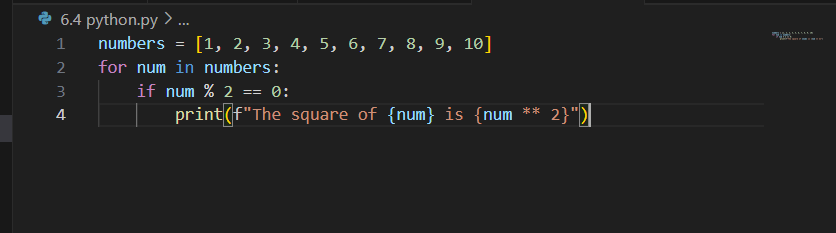 6.4 python.py > ...
1 numbers = [1, 2, 3, 4, 5, 6, 7, 8, 9, 10]
2 for num in numbers:
3     if num % 2 == 0:
4         print(f"The square of {num} is {num ** 2}")